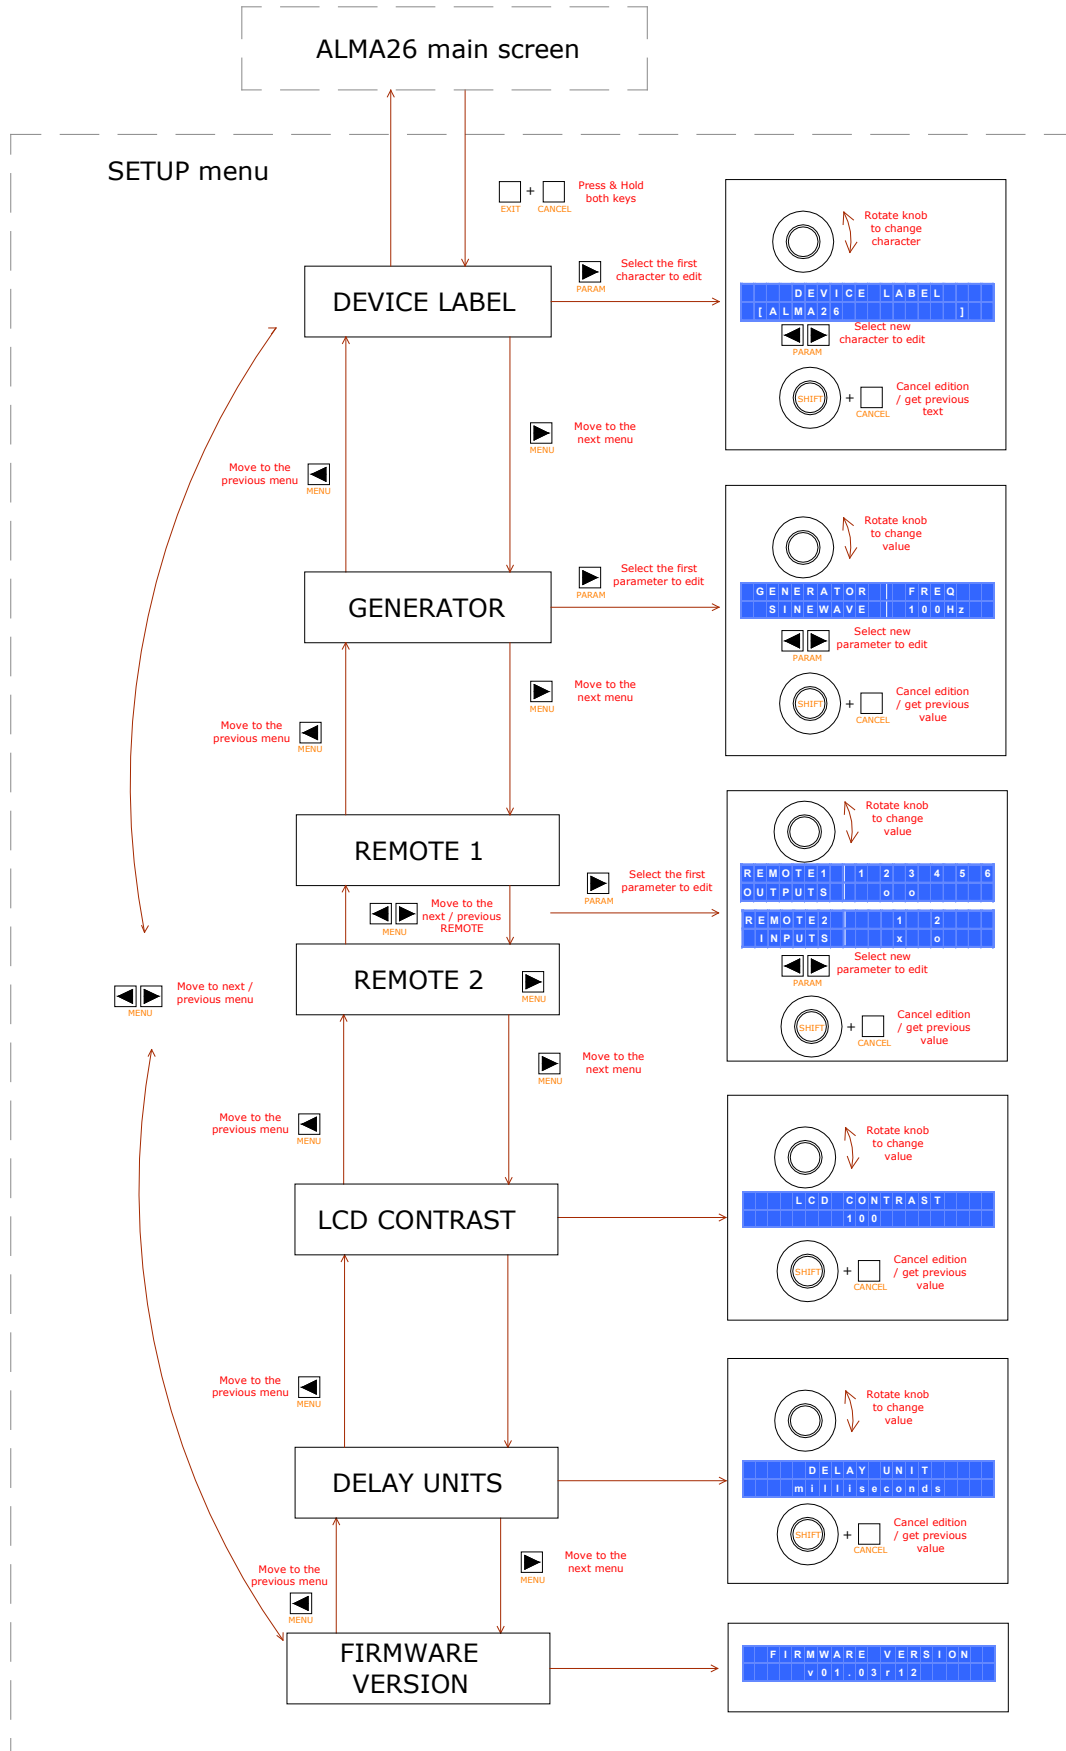 ALMA26 main screen
SETUP menu
EXIT
+
CANCEL
Press & Hold
both keys
DEVICE LABEL
PARAM
Select the first
character to edit
Rotate knob
to change
character
DEVICE LABEL
[ALMA26 ]
PARAM
Select new
character to edit
SHIFT
+
CANCEL
Cancel edition
/ get previous
text
MENU
Move to the
next menu
Move to the
previous menu
MENU
GENERATOR
PARAM
Select the first
parameter to edit
Rotate knob
to change
value
GENERATOR FREQ
SINEWAVE 100Hz
PARAM
Select new
parameter to edit
SHIFT
+
CANCEL
Cancel edition
/ get previous
value
MENU
Move to the
next menu
Move to the
previous menu
MENU
REMOTE 1
MENU
Move to the
next / previous
REMOTE
REMOTE 2
MENU
PARAM
Select the first
parameter to edit
Rotate knob
to change
value
REMOTE1 1 2 3 4 5 6
OUTPUTS o o
REMOTE2 1 2
INPUTS x o
PARAM
Select new
parameter to edit
SHIFT
+
CANCEL
Cancel edition
/ get previous
value
MENU
Move to next /
previous menu
MENU
Move to the
next menu
Move to the
previous menu
MENU
LCD CONTRAST
Rotate knob
to change
value
LCD CONTRAST
100
SHIFT
+
CANCEL
Cancel edition
/ get previous
value
Move to the
previous menu
MENU
DELAY UNITS
Rotate knob
to change
value
DELAY UNIT
milliseconds
SHIFT
+
CANCEL
Cancel edition
/ get previous
value
MENU
Move to the
next menu
Move to the
previous menu
MENU
FIRMWARE
VERSION
FIRMWARE VERSION
v01.03r12